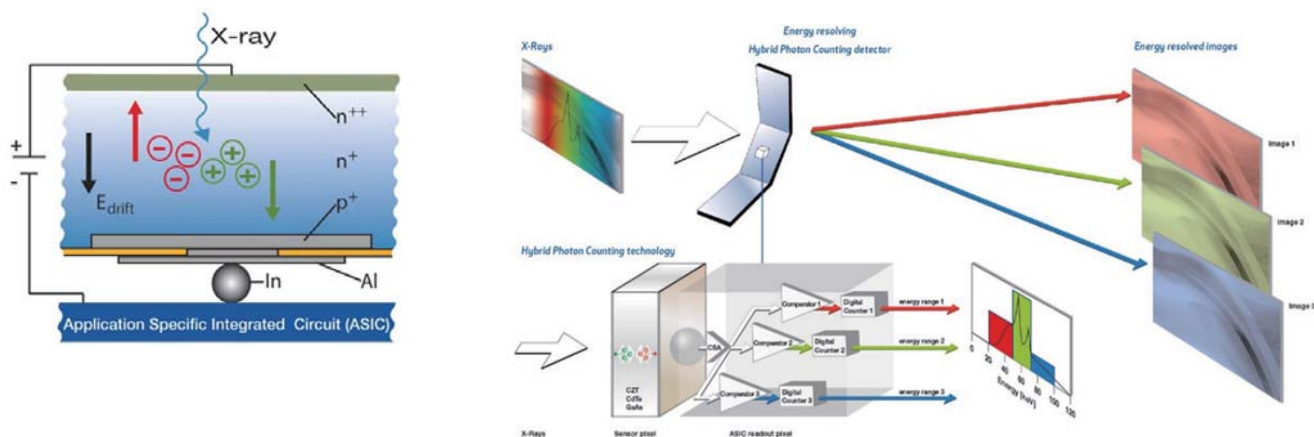 X-ray
+
-
n++
n+
Edrift
p+
In
Al
Application Specific Integrated Circuit (ASIC)
X-Rays
Energy resolving
Hybrid Photon Counting detector
Energy resolved images
Image 1
Image 2
Image 3
Hybrid Photon Counting technology
CZT
CdTe
GaAs
CSA
Comparator 1
Digital
Counter 1
energy range 1
Comparator 2
Digital
Counter 2
energy range 2
Comparator 3
Digital
Counter 3
energy range 3
0
20
40
60
80
100
120
Energy [keV]
X-Rays
Sensor pixel
ASIC readout pixel